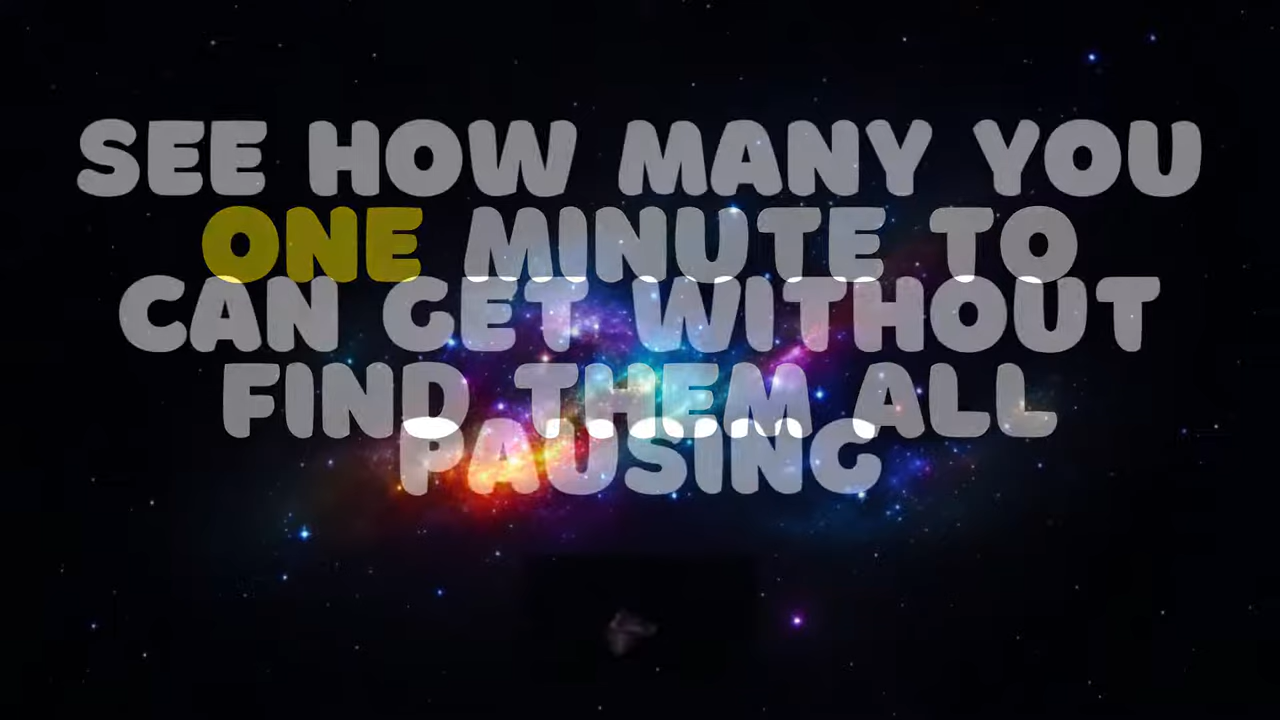 SEE HOW MANY YOU
ONE MINUTE TO
CAN GET WITHOUT
FIND THEM ALL
PAUSING